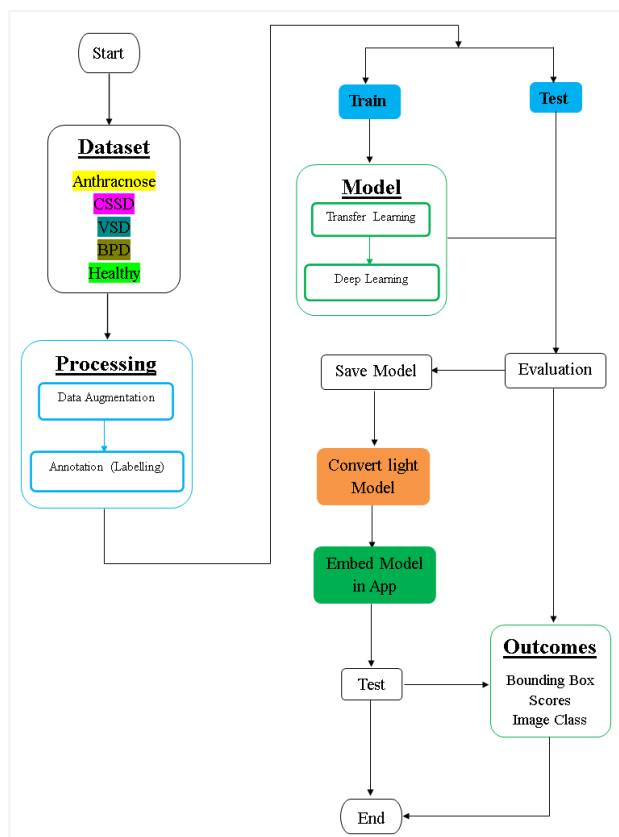 Start
Dataset
Anthracnose
CSSD
VSD
BPD
Healthy
Processing
Data Augmentation
Annotation (Labelling)
Train
Test
Model
Transfer Learning
Deep Learning
Evaluation
Save Model
Convert light
Model
Embed Model
in App
Test
Outcomes
Bounding Box
Scores
Image Class
End